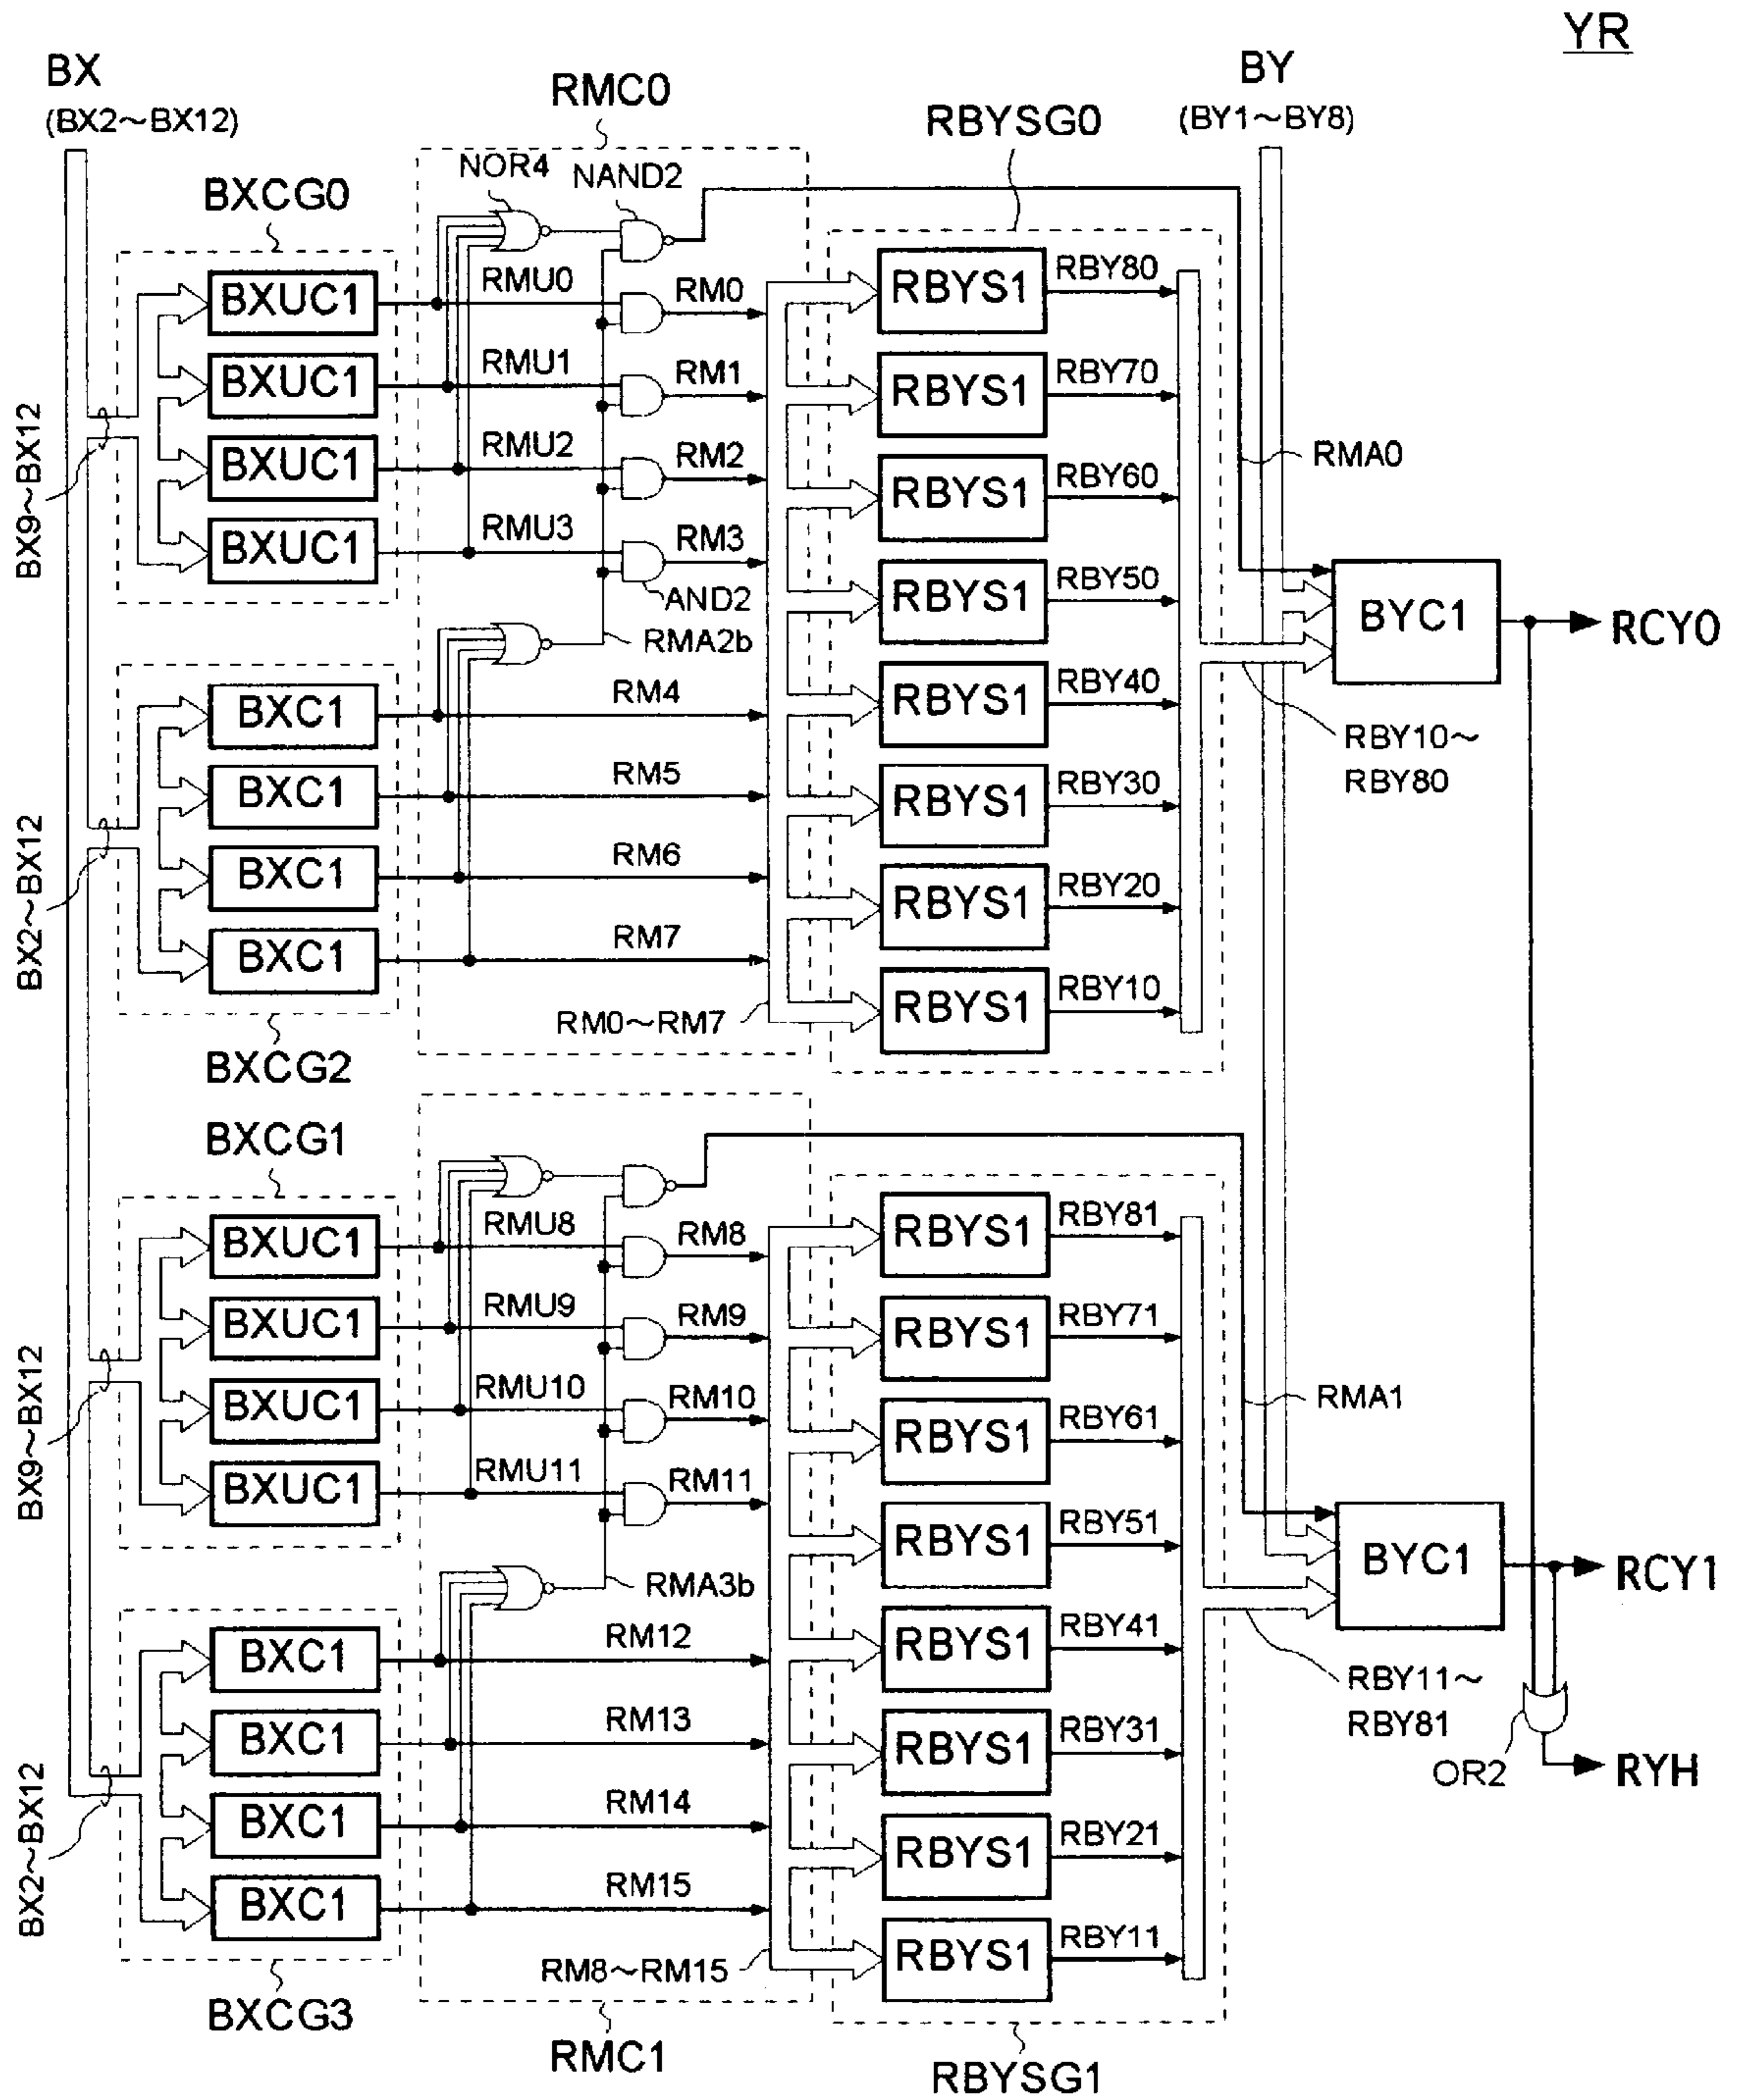 YR
BX
(BX2~BX12)
RMC0
RBYSG0
BY
(BY1~BY8)
BXCG0
NOR4
NAND2
BXUC1
RMU0
RM0
RBYS1
RBY80
BXUC1
RMU1
RM1
RBYS1
RBY70
BX9~BX12
BXUC1
RMU2
RM2
RBYS1
RBY60
RMA0
BXUC1
RMU3
RM3
AND2
RBYS1
RBY50
BYC1
RCY0
RMA2b
BXC1
RM4
RBYS1
RBY40
RBY10~
RBY80
BXC1
RM5
RBYS1
RBY30
BX2~BX12
BXC1
RM6
RBYS1
RBY20
BXC1
RM7
RBYS1
RBY10
RM0~RM7
BXCG2
BXCG1
BXUC1
RMU8
RM8
RBYS1
RBY81
BXUC1
RMU9
RM9
RBYS1
RBY71
BX9~BX12
BXUC1
RMU10
RM10
RBYS1
RBY61
RMA1
BXUC1
RMU11
RM11
RBYS1
RBY51
BYC1
RCY1
RMA3b
BXC1
RM12
RBYS1
RBY41
RBY11~
RBY81
BXC1
RM13
RBYS1
RBY31
OR2
RYH
BX2~BX12
BXC1
RM14
RBYS1
RBY21
BXC1
RM15
RBYS1
RBY11
RM8~RM15
BXCG3
RMC1
RBYSG1